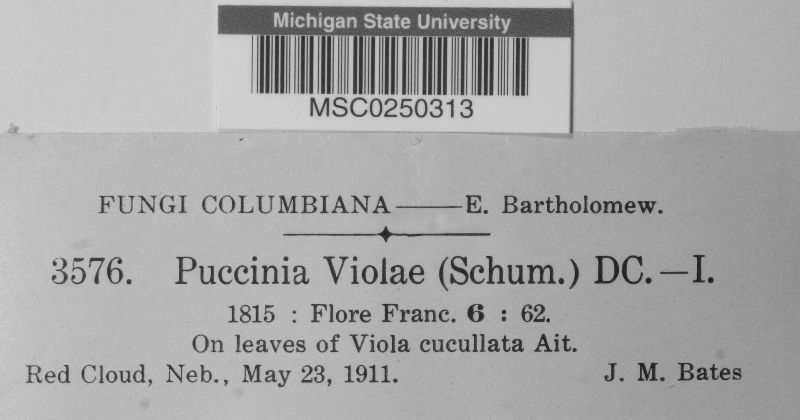 Michigan State University
MSC0250313
FUNGI COLUMBIANA——E. Bartholomew.
3576. Puccinia Violae (Schum.) DC.—I.
1815 : Flore Franc. 6 : 62.
On leaves of Viola cucullata Ait.
Red Cloud, Neb., May 23, 1911. J. M. Bates